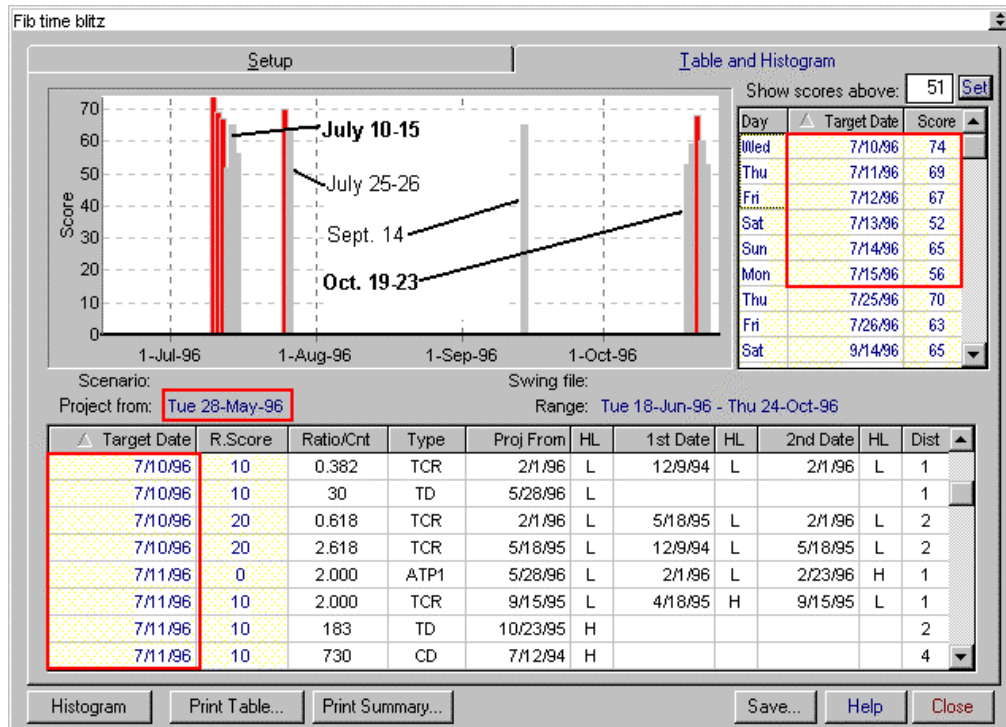 Fib time blitz
Setup
Table and Histogram
Show scores above: 51 Set
Score
70
60
50
40
30
20
10
0
July 10-15
July 25-26
Sept. 14
Oct. 19-23
1-Jul-96 1-Aug-96 1-Sep-96 1-Oct-96
Day Target Date Score
Wed 7/10/96 74
Thu 7/11/96 69
Fri 7/12/96 67
Sat 7/13/96 52
Sun 7/14/96 65
Mon 7/15/96 56
Thu 7/25/96 70
Fri 7/26/96 63
Sat 9/14/96 65
Scenario: Swing file:
Project from: Tue 28-May-96 Range: Tue 18-Jun-96 - Thu 24-Oct-96
Target Date R.Score Ratio/Cnt Type Proj From HL 1st Date HL 2nd Date HL Dist
7/10/96 10 0.382 TCR 2/1/96 L 12/9/94 L 2/1/96 L 1
7/10/96 10 30 TD 5/28/96 L 1
7/10/96 20 0.618 TCR 2/1/96 L 5/18/95 L 2/1/96 L 2
7/10/96 20 2.618 TCR 5/18/95 L 12/9/94 L 5/18/95 L 2
7/11/96 0 2.000 ATP1 5/28/96 L 2/1/96 L 2/23/96 H 1
7/11/96 10 2.000 TCR 9/15/95 L 4/18/95 H 9/15/95 L 1
7/11/96 10 183 TD 10/23/95 H 2
7/11/96 10 730 CD 7/12/94 H 4
Histogram Print Table... Print Summary... Save... Help Close